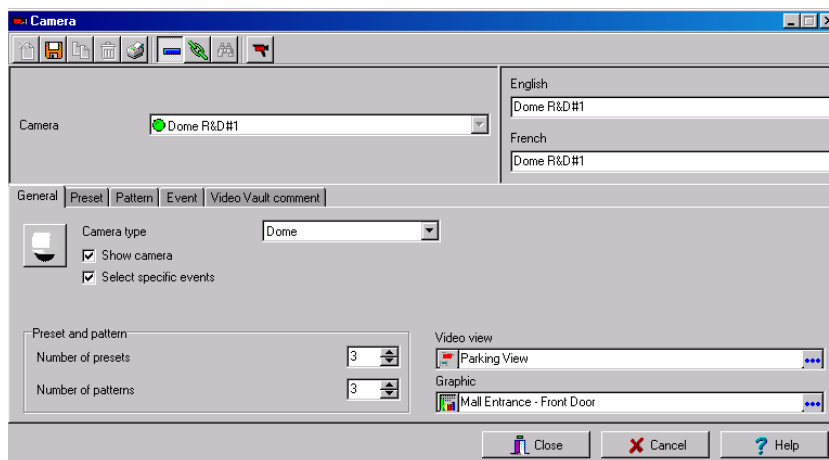 Camera
English
Dome R&D#1
Camera
Dome R&D#1
French
Dome R&D#1
General Preset Pattern Event Video Vault comment
Camera type Dome
Show camera
Select specific events
Preset and pattern
Number of presets 3
Number of patterns 3
Video view
Parking View
Graphic
Mall Entrance - Front Door
Close Cancel Help